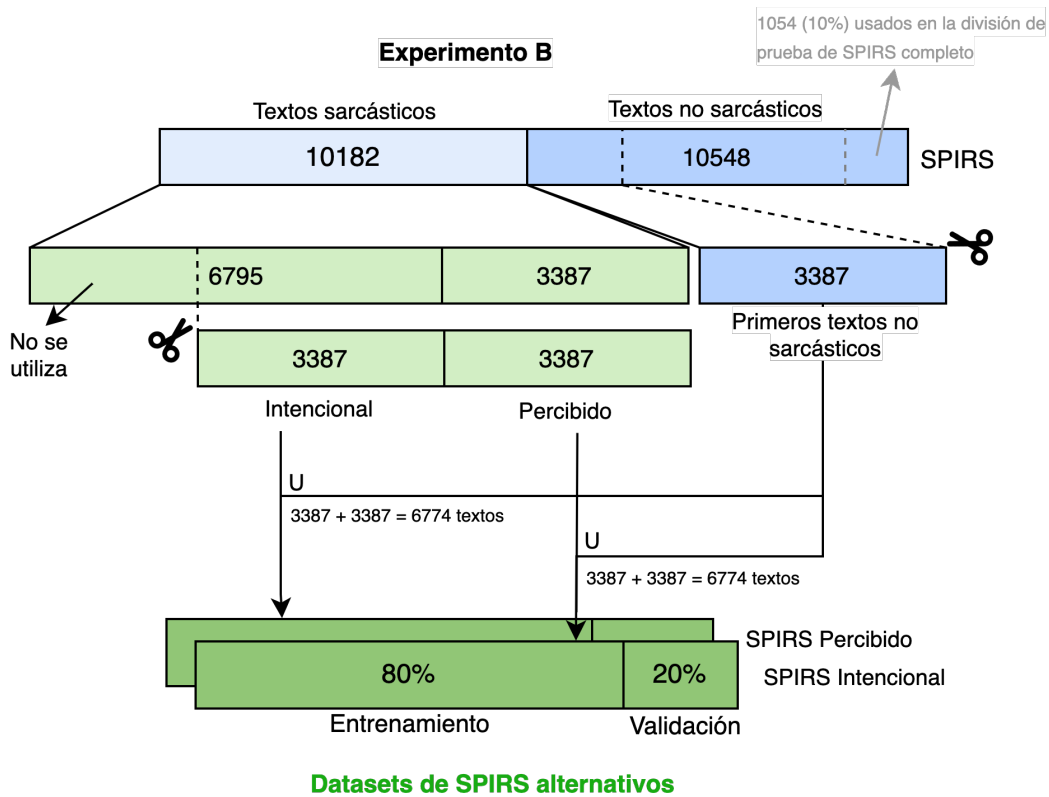 1054 (10%) usados en la división de
prueba de SPIRS completo
Experimento B
Textos sarcásticos
Textos no sarcásticos
10182
10548
SPIRS
6795
3387
3387
No se
utiliza
Primeros textos no
sarcásticos
3387
3387
Intencional
Percibido
U
3387 + 3387 = 6774 textos
U
3387 + 3387 = 6774 textos
SPIRS Percibido
80%
20%
SPIRS Intencional
Entrenamiento
Validación
Datasets de SPIRS alternativos